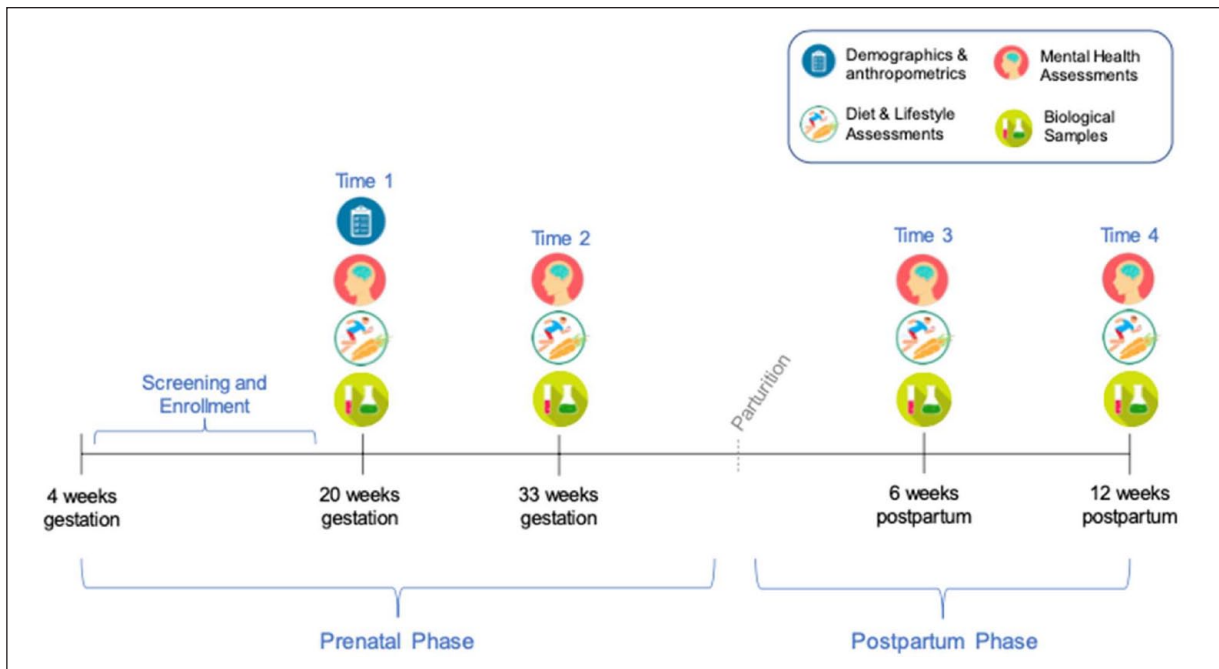 Demographics &
anthropometrics
Mental Health
Assessments
Diet & Lifestyle
Assessments
Biological
Samples
Time 1
Time 2
Time 3
Time 4
Screening and
Enrollment
Parturition
4 weeks
gestation
20 weeks
gestation
33 weeks
gestation
6 weeks
postpartum
12 weeks
postpartum
Prenatal Phase
Postpartum Phase